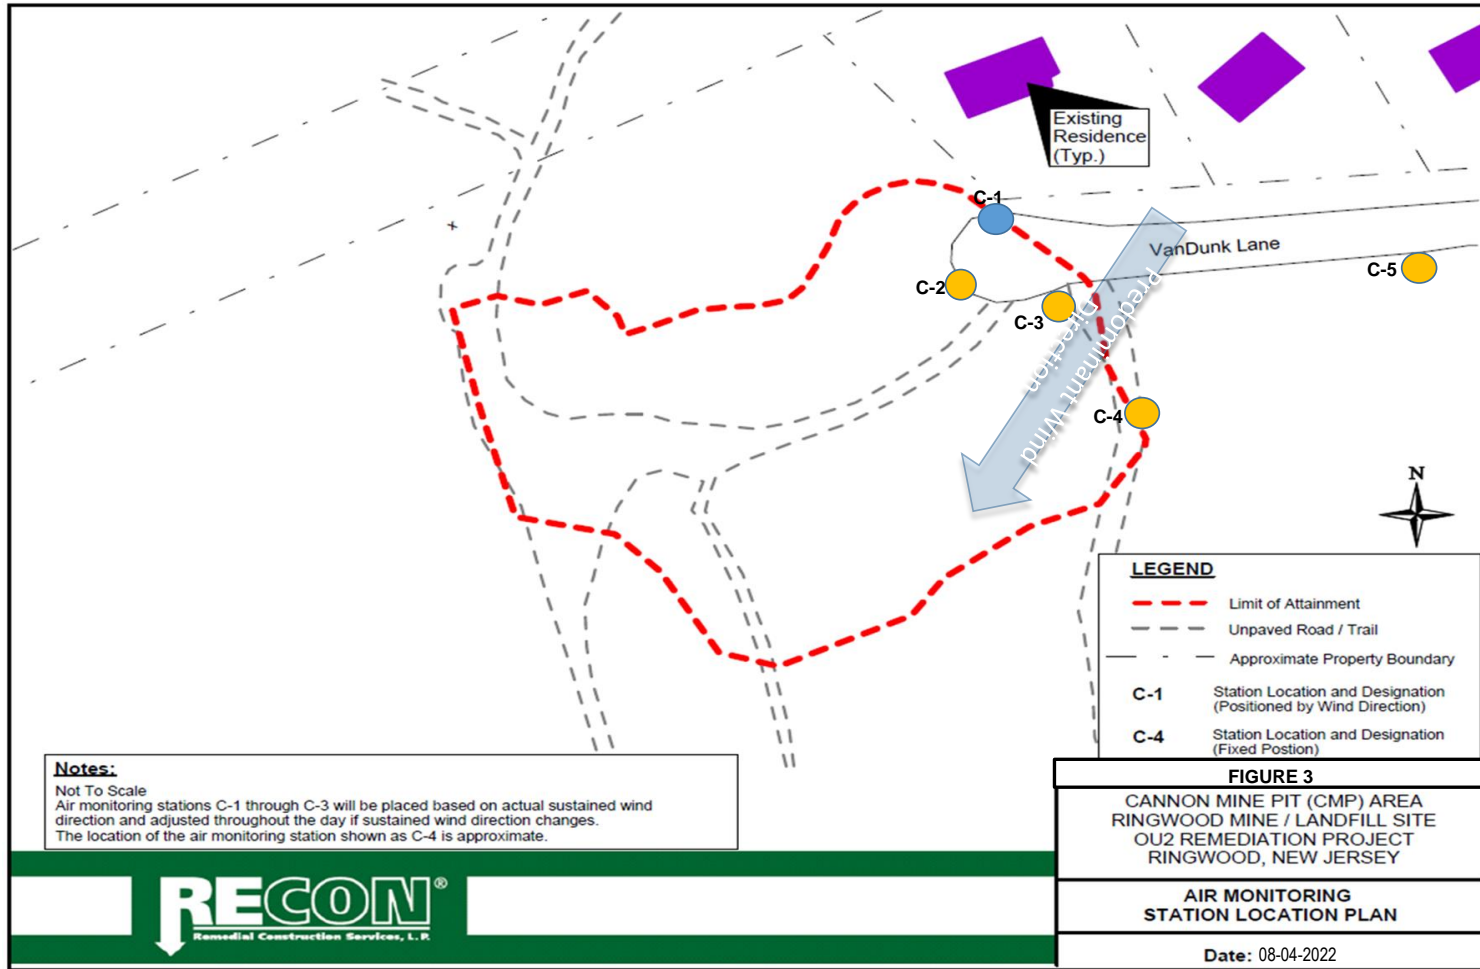 Existing
Residence
(Typ.)
C-1
VanDunk Lane
C-5
C-2
C-3
Predominant Wind
Direction
C-4
N
LEGEND
Limit of Attainment
Unpaved Road / Trail
Approximate Property Boundary
C-1 Station Location and Designation
(Positioned by Wind Direction)
C-4 Station Location and Designation
(Fixed Postion)
Notes:
Not To Scale
Air monitoring stations C-1 through C-3 will be placed based on actual sustained wind
direction and adjusted throughout the day if sustained wind direction changes.
The location of the air monitoring station shown as C-4 is approximate.
FIGURE 3
CANNON MINE PIT (CMP) AREA
RINGWOOD MINE / LANDFILL SITE
OU2 REMEDIATION PROJECT
RINGWOOD, NEW JERSEY
AIR MONITORING
STATION LOCATION PLAN
Date: 08-04-2022
RECON®
Remedial Construction Services, L.P.